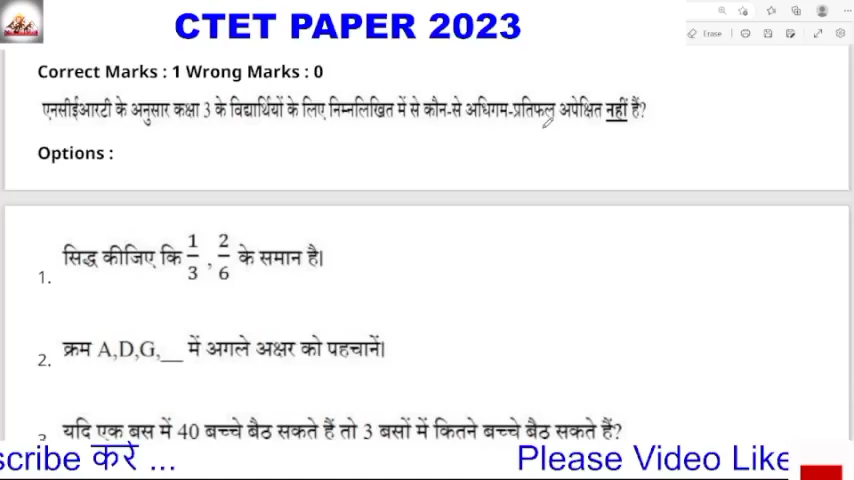 CTET PAPER 2023
Erase
Correct Marks : 1 Wrong Marks : 0
एनसीईआरटी के अनुसार कक्षा 3 के विद्यार्थियों के लिए निम्नलिखित में से कौन-से अधिगम-प्रतिफल अपेक्षित नहीं हैं?
Options :
1. सिद्ध कीजिए कि 1/3 , 2/6 के समान है।
2. क्रम A,D,G,__ में अगले अक्षर को पहचानें।
3. यदि एक बस में 40 बच्चे बैठ सकते हैं तो 3 बसों में कितने बच्चे बैठ सकते हैं?
scribe करें ... Please Video Like